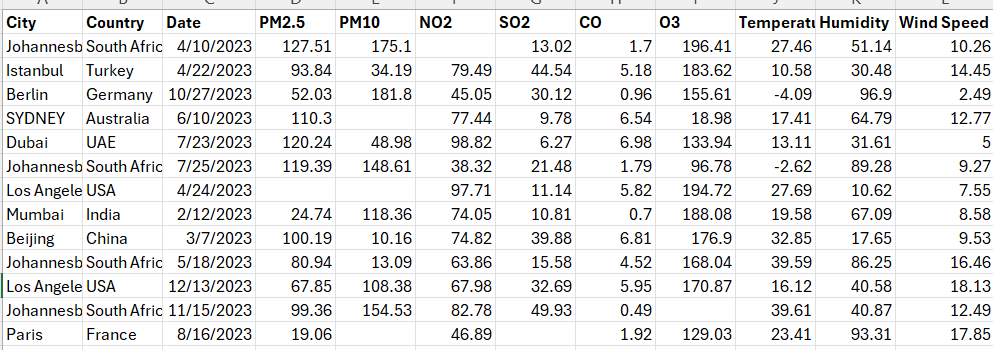 City Country Date PM2.5 PM10 NO2 SO2 CO O3 Temperatu Humidity Wind Speed
Johannesb South Afric 4/10/2023 127.51 175.1 13.02 1.7 196.41 27.46 51.14 10.26
Istanbul Turkey 4/22/2023 93.84 34.19 79.49 44.54 5.18 183.62 10.58 30.48 14.45
Berlin Germany 10/27/2023 52.03 181.8 45.05 30.12 0.96 155.61 -4.09 96.9 2.49
SYDNEY Australia 6/10/2023 110.3 77.44 9.78 6.54 18.98 17.41 64.79 12.77
Dubai UAE 7/23/2023 120.24 48.98 98.82 6.27 6.98 133.94 13.11 31.61 5
Johannesb South Afric 7/25/2023 119.39 148.61 38.32 21.48 1.79 96.78 -2.62 89.28 9.27
Los Angele USA 4/24/2023 97.71 11.14 5.82 194.72 27.69 10.62 7.55
Mumbai India 2/12/2023 24.74 118.36 74.05 10.81 0.7 188.08 19.58 67.09 8.58
Beijing China 3/7/2023 100.19 10.16 74.82 39.88 6.81 176.9 32.85 17.65 9.53
Johannesb South Afric 5/18/2023 80.94 13.09 63.86 15.58 4.52 168.04 39.59 86.25 16.46
Los Angele USA 12/13/2023 67.85 108.38 67.98 32.69 5.95 170.87 16.12 40.58 18.13
Johannesb South Afric 11/15/2023 99.36 154.53 82.78 49.93 0.49 39.61 40.87 12.49
Paris France 8/16/2023 19.06 46.89 1.92 129.03 23.41 93.31 17.85